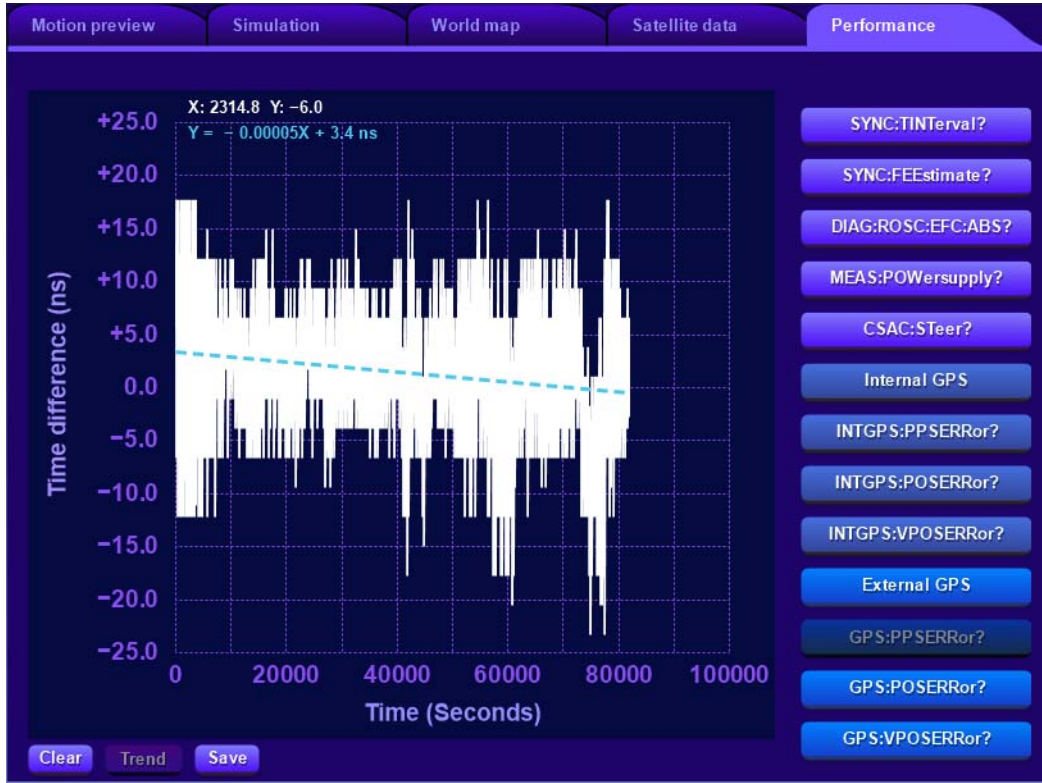 Motion preview
Simulation
World map
Satellite data
Performance
X: 2314.8 Y: −6.0
Y = − 0.00005X + 3.4 ns
+25.0
+20.0
+15.0
+10.0
+5.0
0.0
−5.0
−10.0
−15.0
−20.0
−25.0
Time difference (ns)
0 20000 40000 60000 80000 100000
Time (Seconds)
Clear
Trend
Save
SYNC:TINTerval?
SYNC:FEEstimate?
DIAG:ROSC:EFC:ABS?
MEAS:POWersupply?
CSAC:STeer?
Internal GPS
INTGPS:PPSERRor?
INTGPS:POSERRor?
INTGPS:VPOSERRor?
External GPS
GPS:PPSERRor?
GPS:POSERRor?
GPS:VPOSERRor?